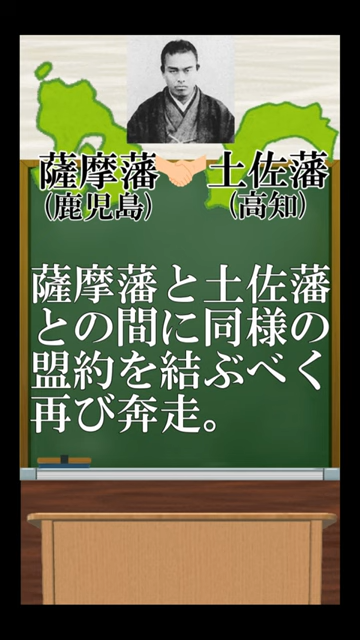 薩摩藩
(鹿児島)
土佐藩
(高知)
薩摩藩と土佐藩
との間に同様の
盟約を結ぶべく
再び奔走。